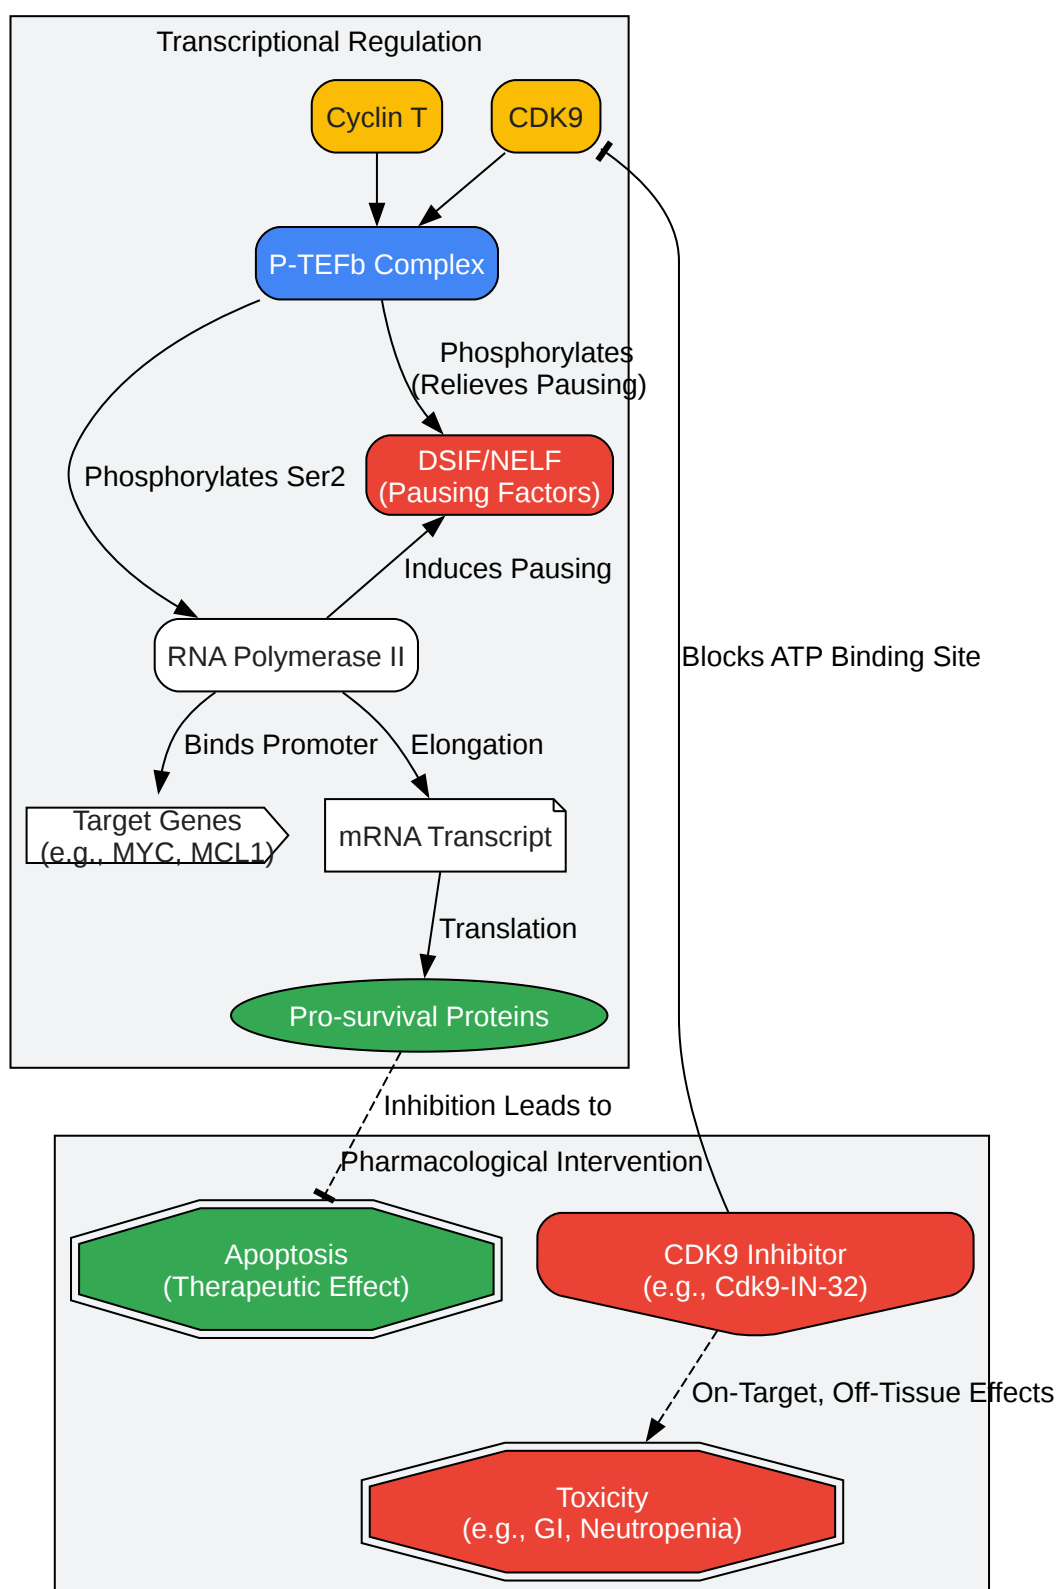 Transcriptional Regulation
Cyclin T
CDK9
P-TEFb Complex
Phosphorylates
(Relieves Pausing)
Phosphorylates Ser2
DSIF/NELF
(Pausing Factors)
Induces Pausing
RNA Polymerase II
Blocks ATP Binding Site
Binds Promoter
Elongation
Target Genes
(e.g., MYC, MCL1)
mRNA Transcript
Translation
Pro-survival Proteins
Inhibition Leads to
Pharmacological Intervention
Apoptosis
(Therapeutic Effect)
CDK9 Inhibitor
(e.g., Cdk9-IN-32)
On-Target, Off-Tissue Effects
Toxicity
(e.g., GI, Neutropenia)